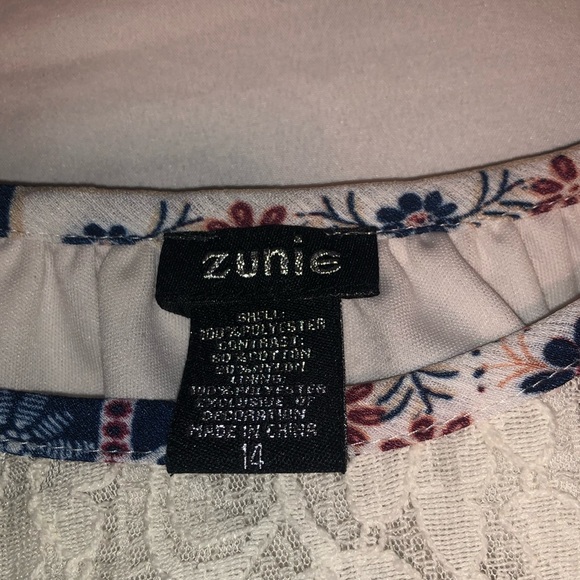 zunie
SHELL:
100%POLYESTER
CONTRAST:
80%COTTON
20%NYLON
LINING:
100%POLYESTER
EXCLUSIVE OF
DECORATION
MADE IN CHINA
14